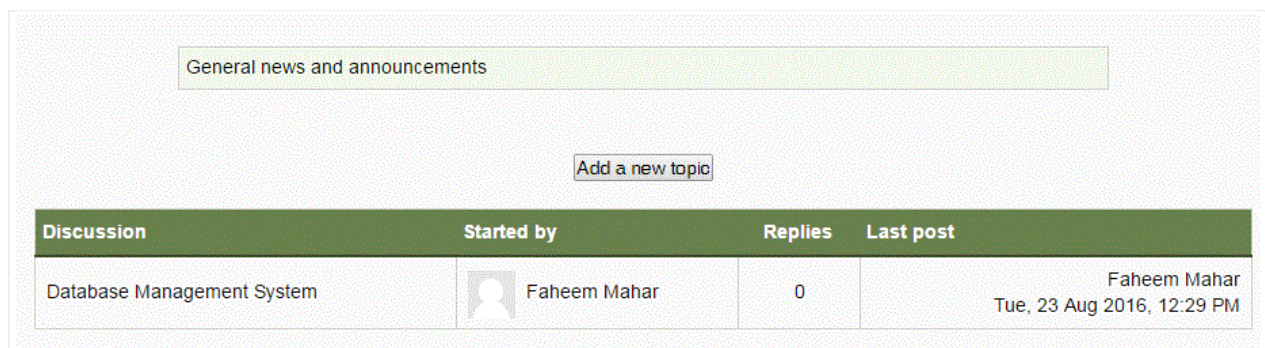 General news and announcements
Add a new topic
Discussion Started by Replies Last post
Database Management System Faheem Mahar 0 Faheem Mahar
Tue, 23 Aug 2016, 12:29 PM